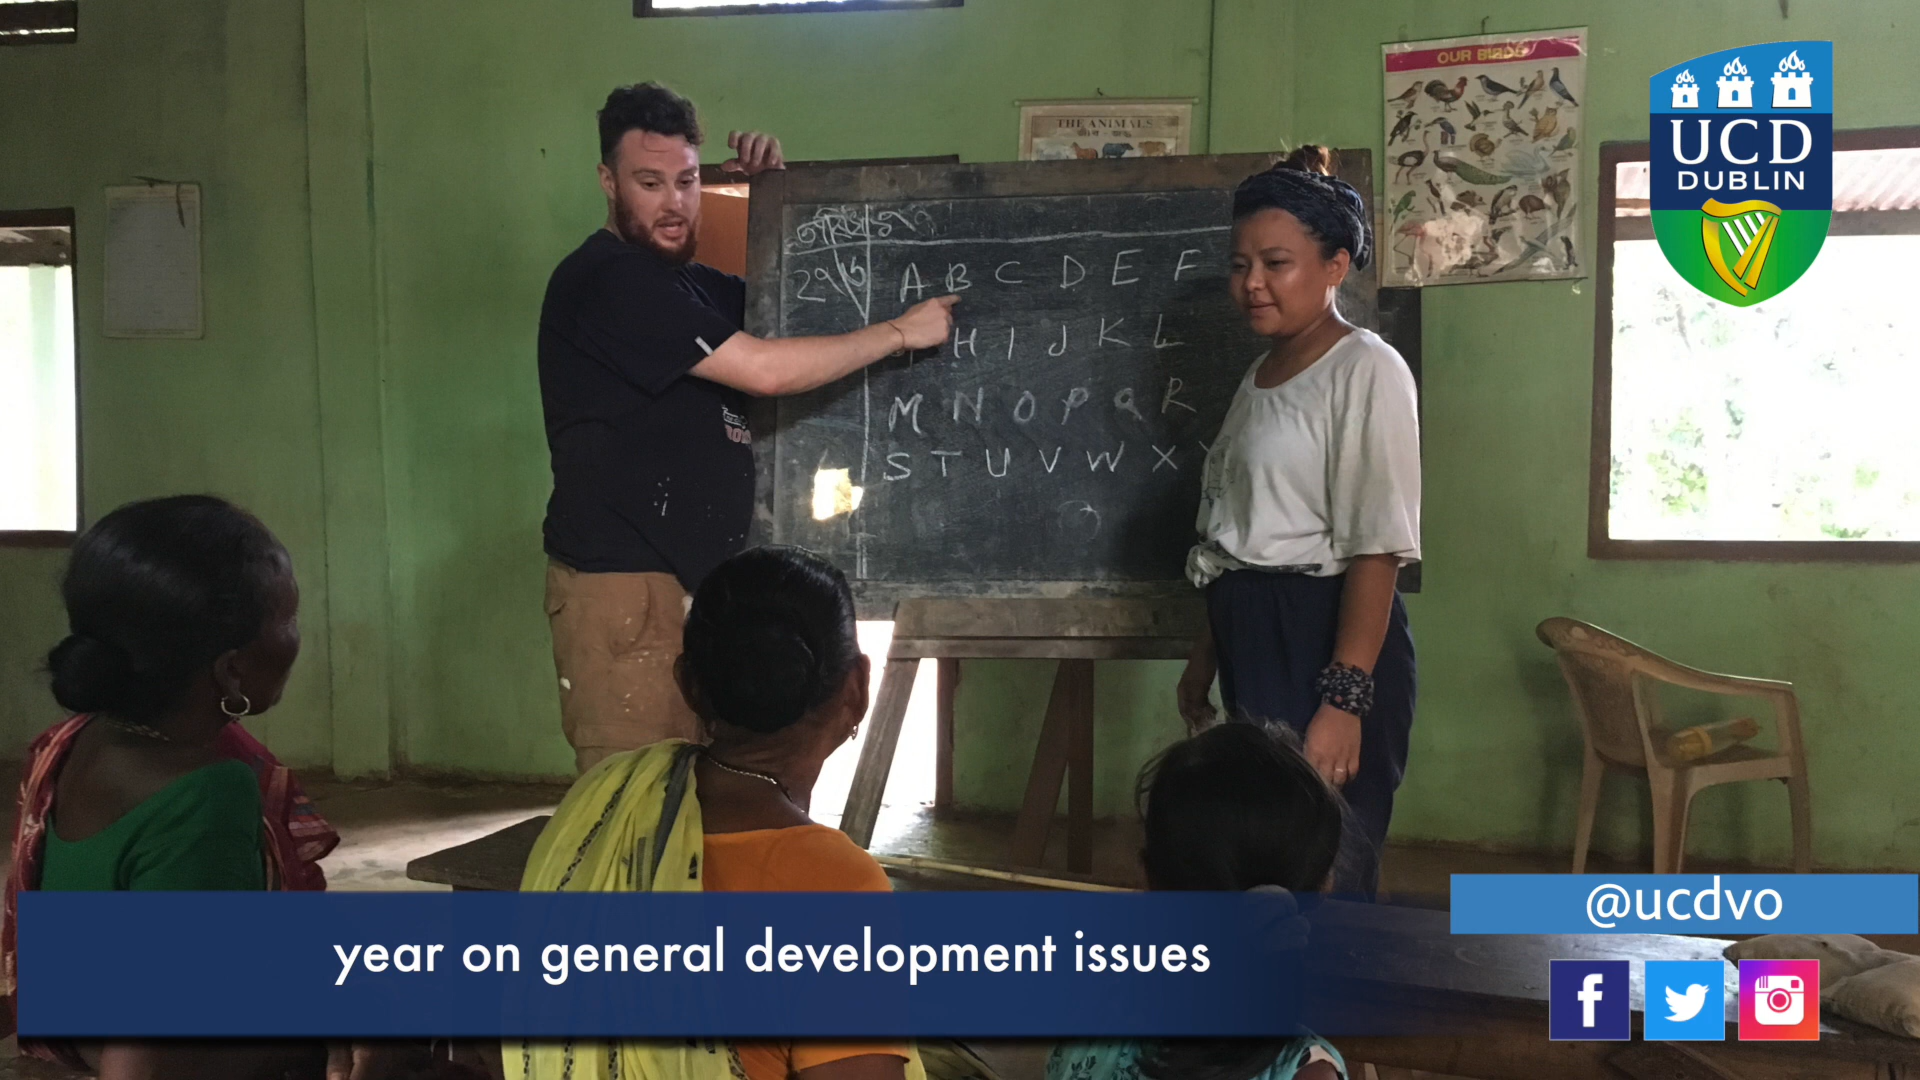 OUR BIRDS
THE ANIMALS
UCD
DUBLIN
A B C D E F
H I J K L
M N O P Q R
S T U V W X
@ucdvo
year on general development issues